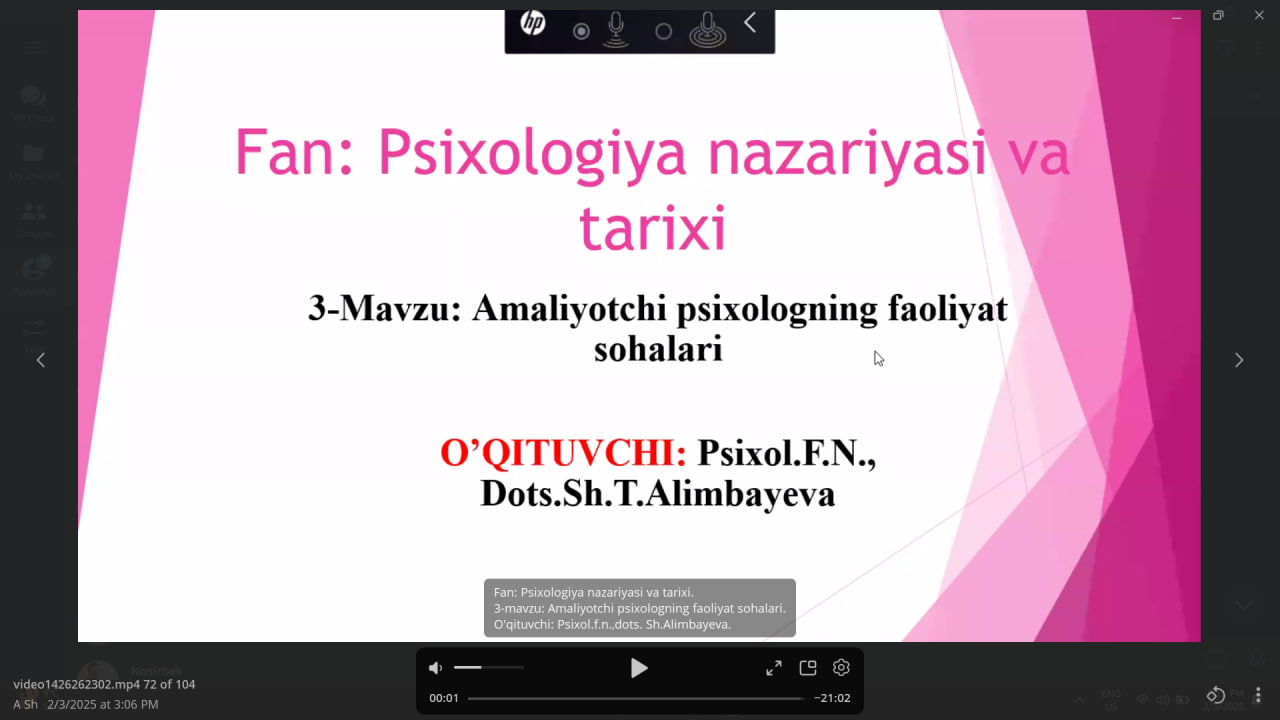 hp
Fan: Psixologiya nazariyasi va
tarixi
3-Mavzu: Amaliyotchi psixologning faoliyat
sohalari
O’QITUVCHI: Psixol.F.N.,
Dots.Sh.T.Alimbayeva
Fan: Psixologiya nazariyasi va tarixi.
3-mavzu: Amaliyotchi psixologning faoliyat sohalari.
O'qituvchi: Psixol.f.n.,dots. Sh.Alimbayeva.
All chats
Groups
Personal
Edit
Nosirbek
video1426262302.mp4 72 of 104
A Sh 2/3/2025 at 3:06 PM
00:01
−21:02
ENG
US
PM